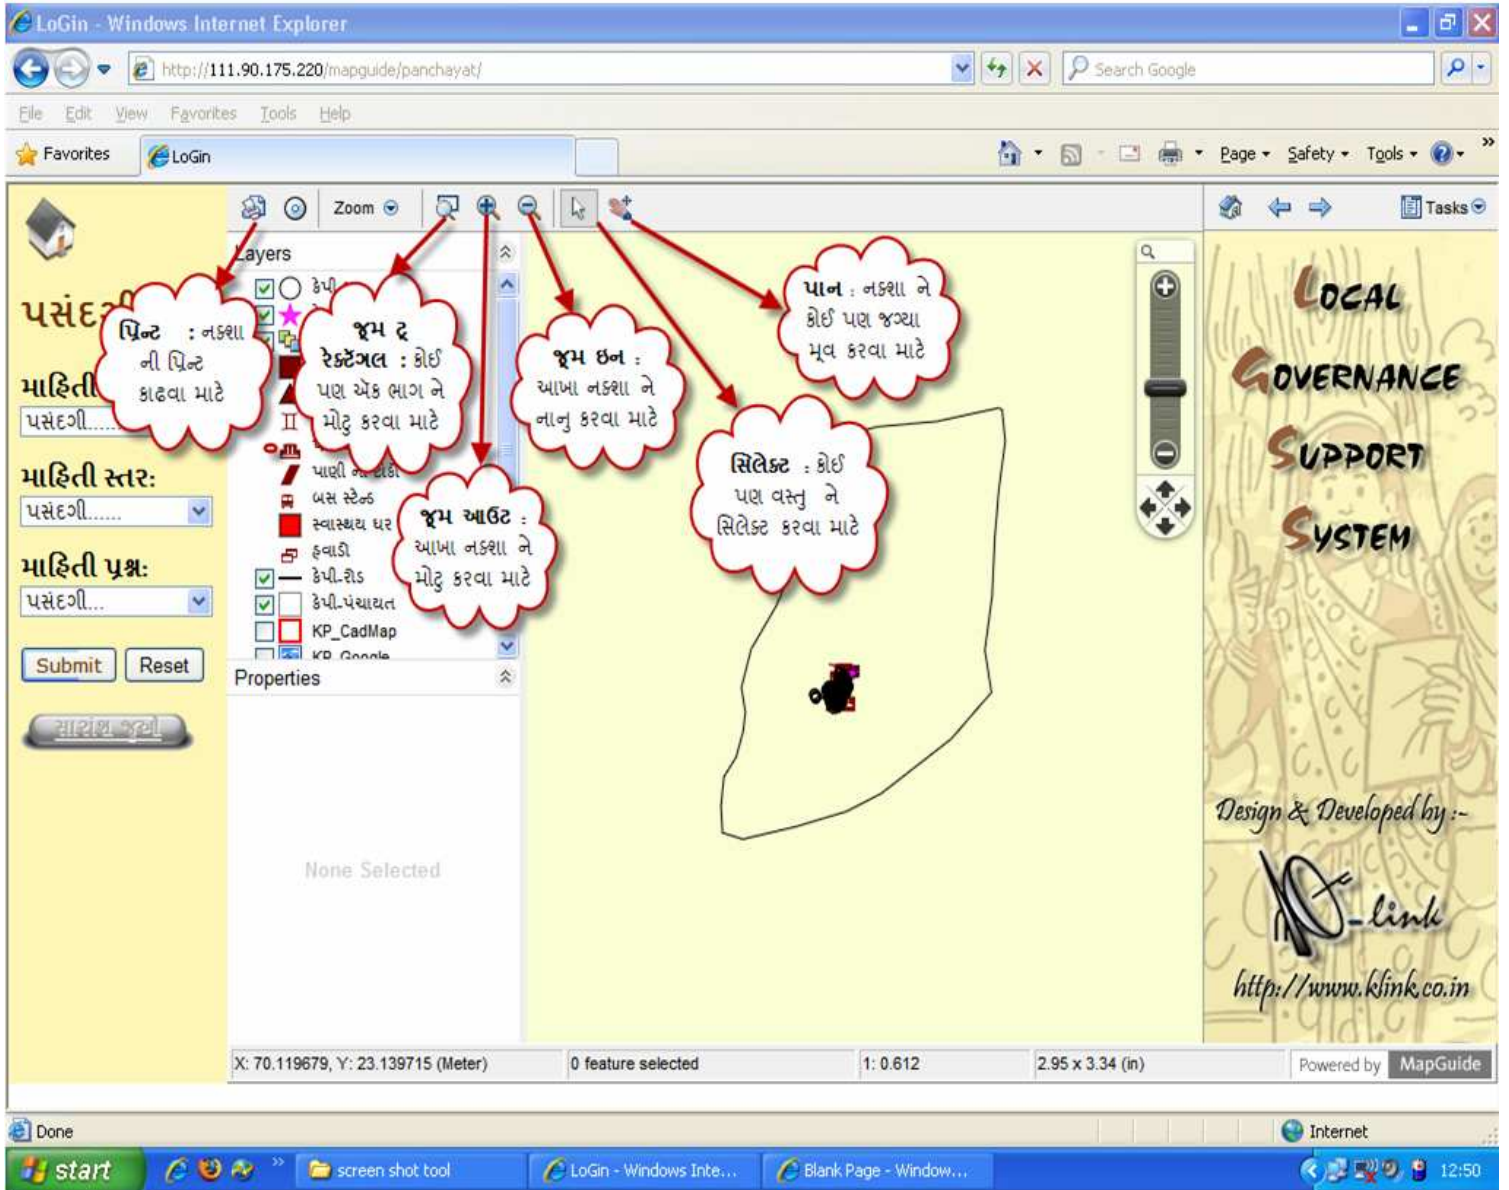 LoGin - Windows Internet Explorer
http://111.90.175.220/mapguide/panchayat/
Search Google
File Edit View Favorites Tools Help
Favorites
LoGin
Page
Safety
Tools
Zoom
Tasks
Layers
માહિતી
પસંદગી......
માહિતી સ્તર:
પસંદગી......
માહિતી પ્રશ્ન:
પસંદગી...
Submit
Reset
સારાંશ જૂઓ
પ્રિન્ટ : નકશા
ની પ્રિન્ટ
કાઢવા માટે
જૂમ ટૂ
રેક્ટૅંગલ : કોઈ
પણ એક ભાગ ને
મોટુ કરવા માટે
જૂમ ઇન :
આખા નકશા ને
નાનુ કરવા માટે
પાન : નકશા ને
કોઈ પણ જગ્યા
મૂવ કરવા માટે
સિલેક્ટ : કોઈ
પણ વસ્તુ ને
સિલેક્ટ કરવા માટે
જૂમ આઉટ :
આખા નકશા ને
મોટુ કરવા માટે
પાણી
બસ સ્ટેન્ડ
સ્વાસ્થય ઘર
હવાડી
કેપી-રોડ
કેપી-પંચાયત
KP_CadMap
KP_Google
Properties
None Selected
LOCAL
GOVERNANCE
SUPPORT
SYSTEM
Design & Developed by :~
K-link
http://www.klink.co.in
X: 70.119679, Y: 23.139715 (Meter)
0 feature selected
1: 0.612
2.95 x 3.34 (in)
Powered by MapGuide
Done
Internet
start
screen shot tool
LoGin - Windows Inte...
Blank Page - Window...
12:50